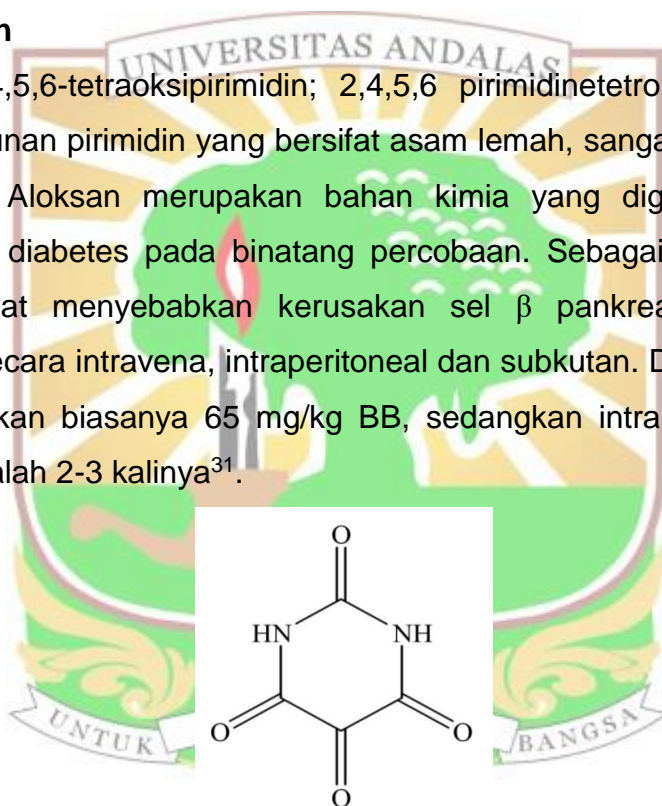 n
UNIVERSITAS ANDALAS
,5,6-tetraoksipirimidin; 2,4,5,6 pirimidinetetro
unan pirimidin yang bersifat asam lemah, sanga
Aloksan merupakan bahan kimia yang dig
diabetes pada binatang percobaan. Sebagai
at menyebabkan kerusakan sel β pankrea
ecara intravena, intraperitoneal dan subkutan. D
kan biasanya 65 mg/kg BB, sedangkan intra
alah 2-3 kalinya³¹.
O
HN NH
O O
O
UNTUK BANGSA